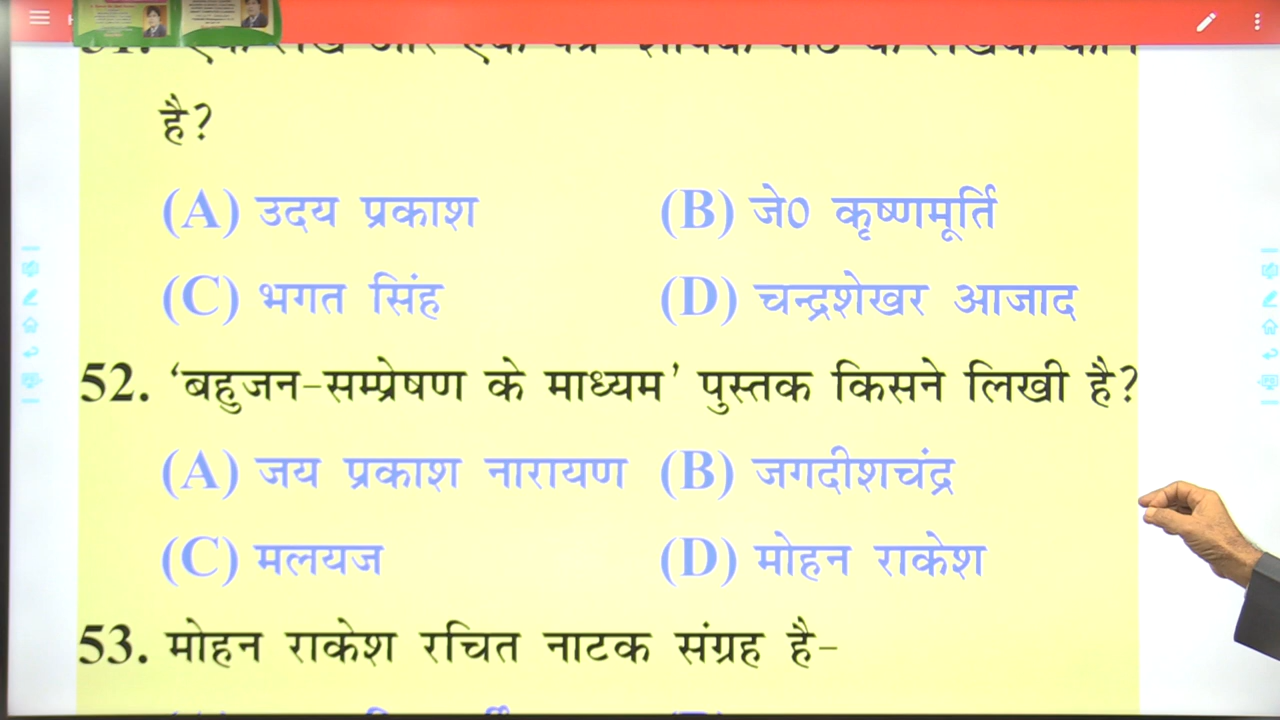 है?
(A) उदय प्रकाश (B) जे0 कृष्णमूर्ति
(C) भगत सिंह (D) चन्द्रशेखर आजाद
52. ‘बहुजन-सम्प्रेषण के माध्यम’ पुस्तक किसने लिखी है?
(A) जय प्रकाश नारायण (B) जगदीशचंद्र
(C) मलयज (D) मोहन राकेश
53. मोहन राकेश रचित नाटक संग्रह है-